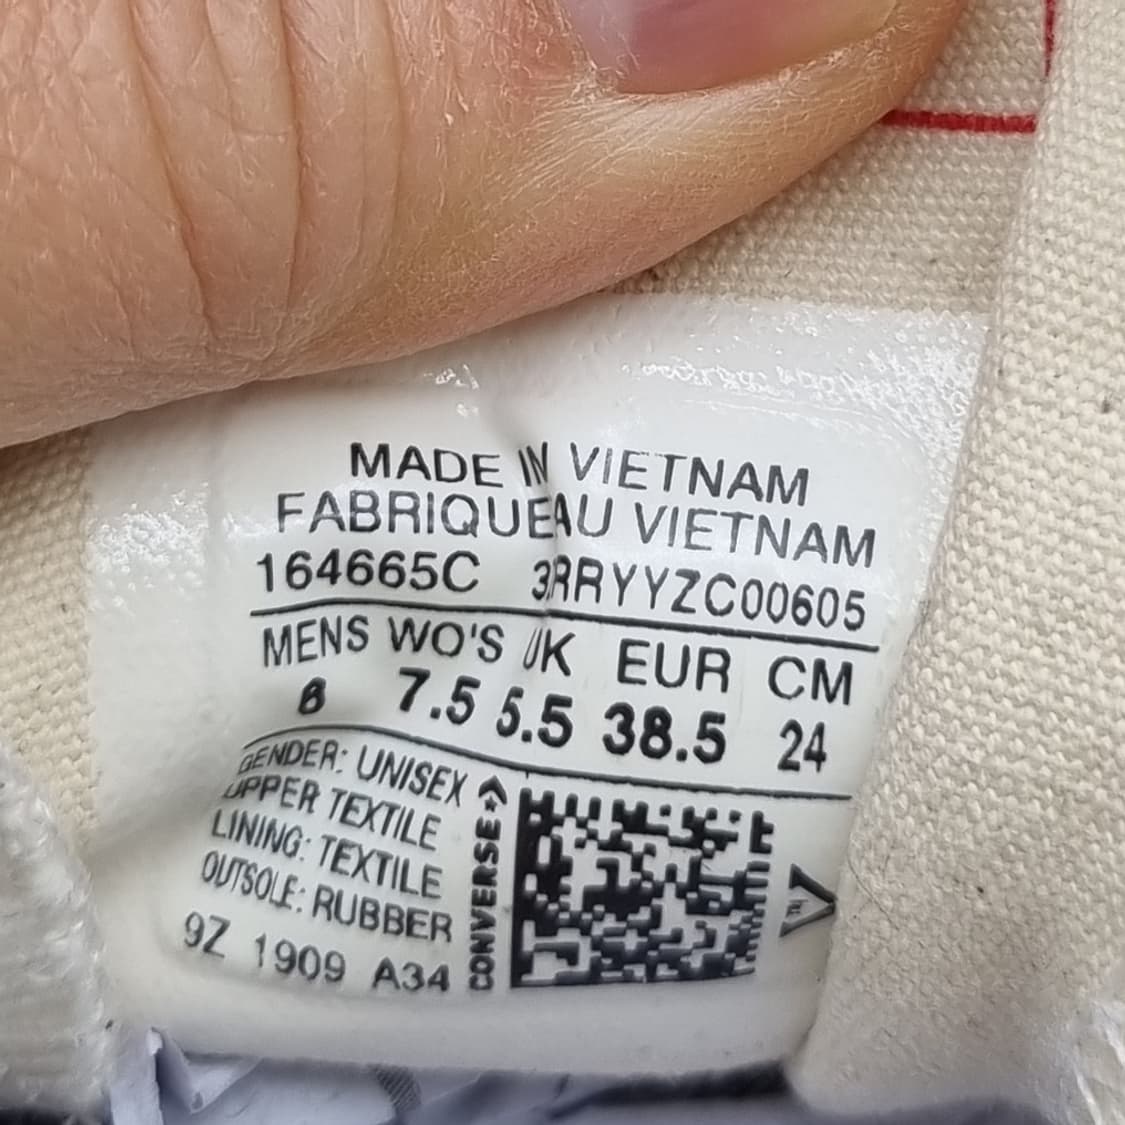 MADE IN VIETNAM
FABRIQUE AU VIETNAM
164665C 3RRYYZC00605
MENS WO'S UK EUR CM
6 7.5 5.5 38.5 24
GENDER: UNISEX
UPPER TEXTILE
LINING: TEXTILE
OUTSOLE: RUBBER
9Z 1909 A34
CONVERSE